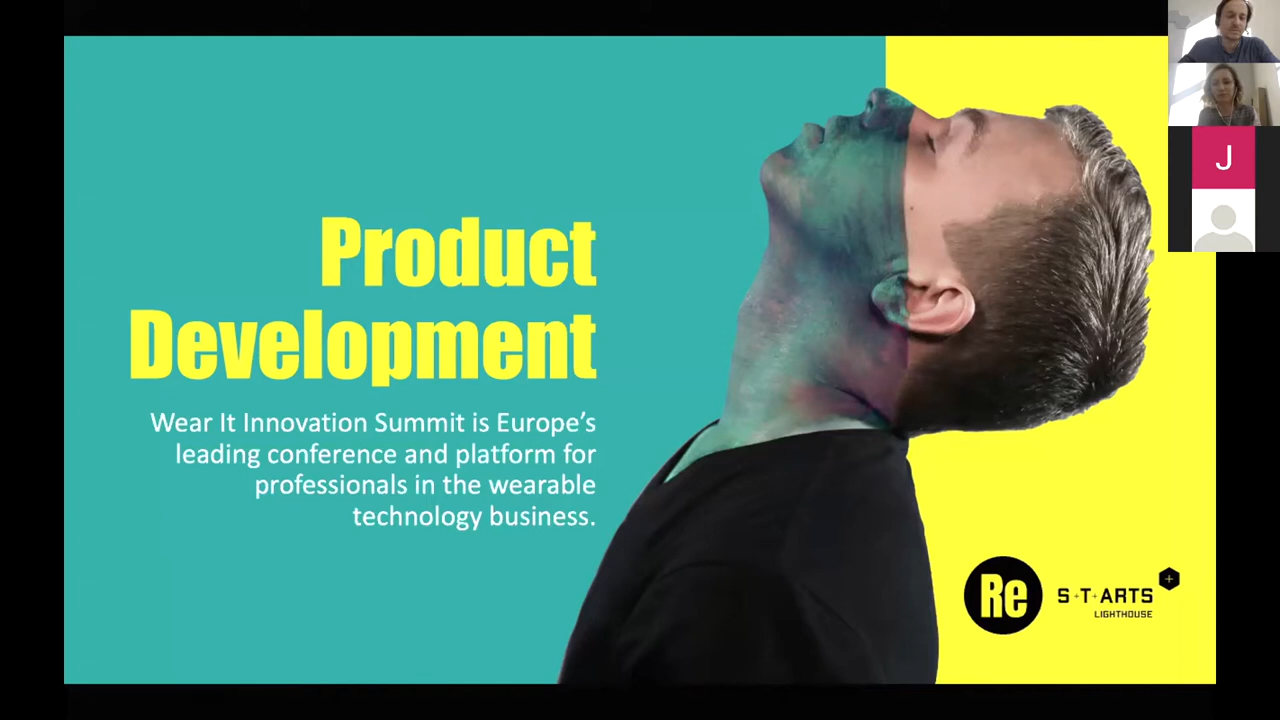 Product
Development
Wear It Innovation Summit is Europe’s
leading conference and platform for
professionals in the wearable
technology business.
Re
S+T+ARTS
LIGHTHOUSE
J